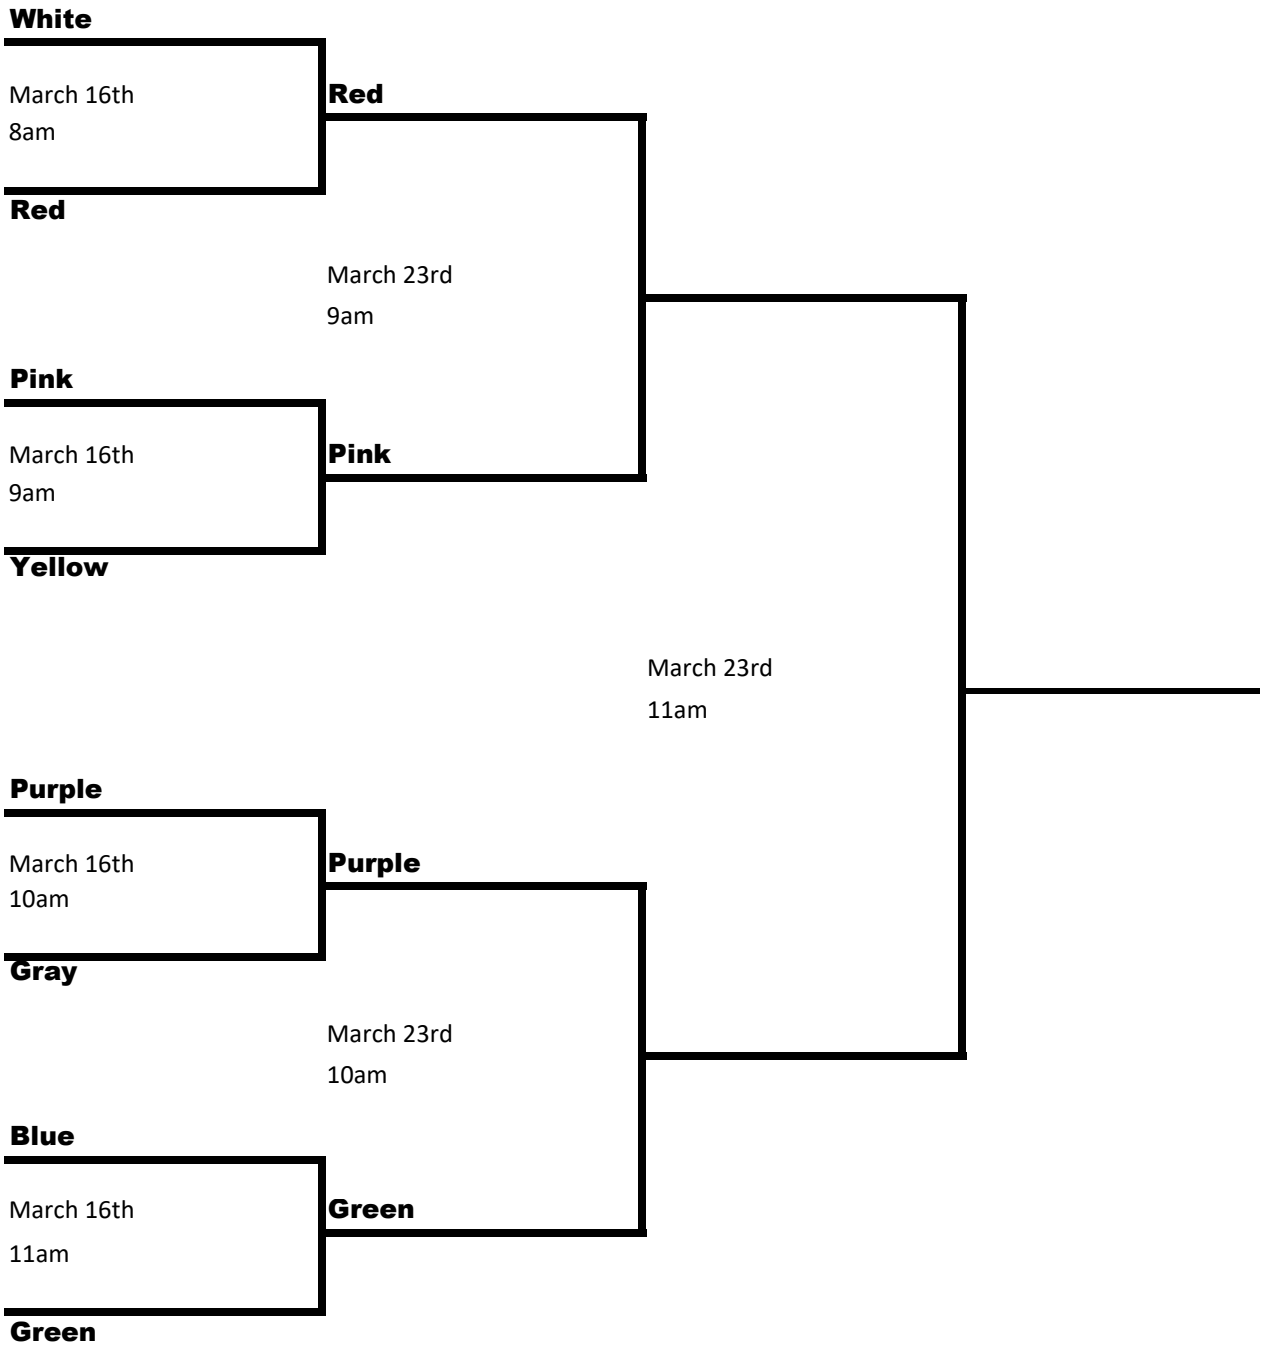 White
March 16th
8am
Red
Red
March 23rd
9am
Pink
March 16th
9am
Pink
Yellow
March 23rd
11am
Purple
March 16th
10am
Purple
Gray
March 23rd
10am
Blue
March 16th
11am
Green
Green